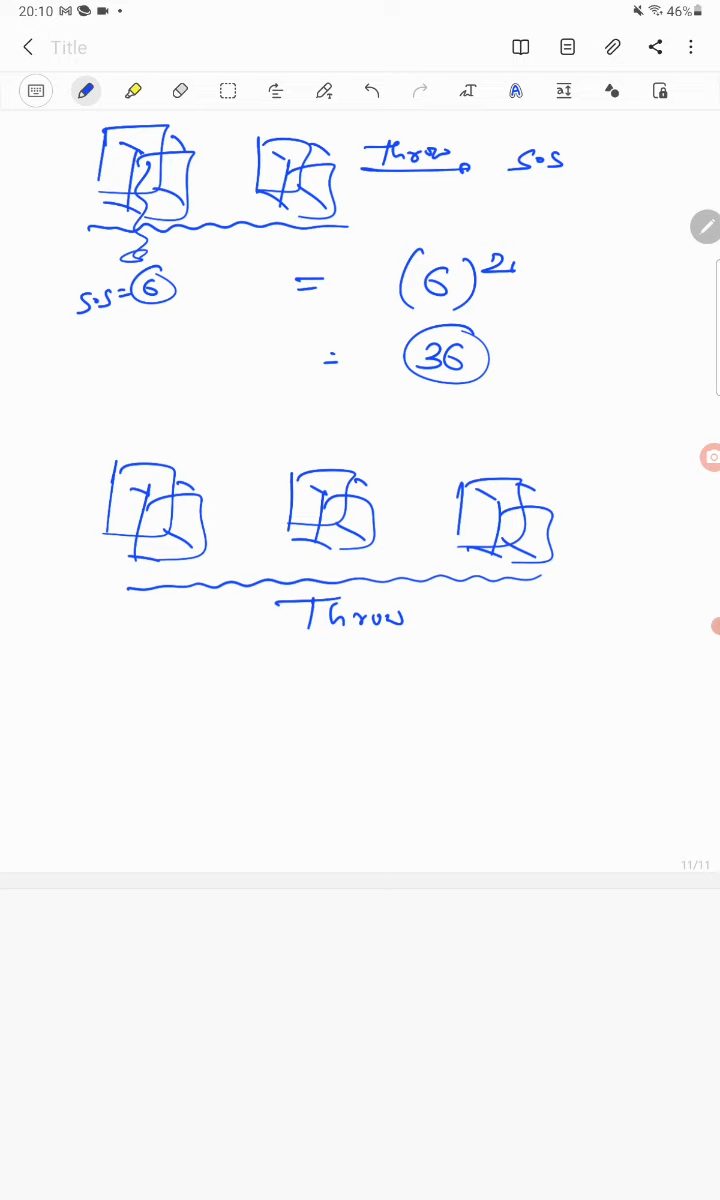 20:10 46%
Title
Throw S.S
S.S = 6 = (6)²
= 36
Throw
11/11